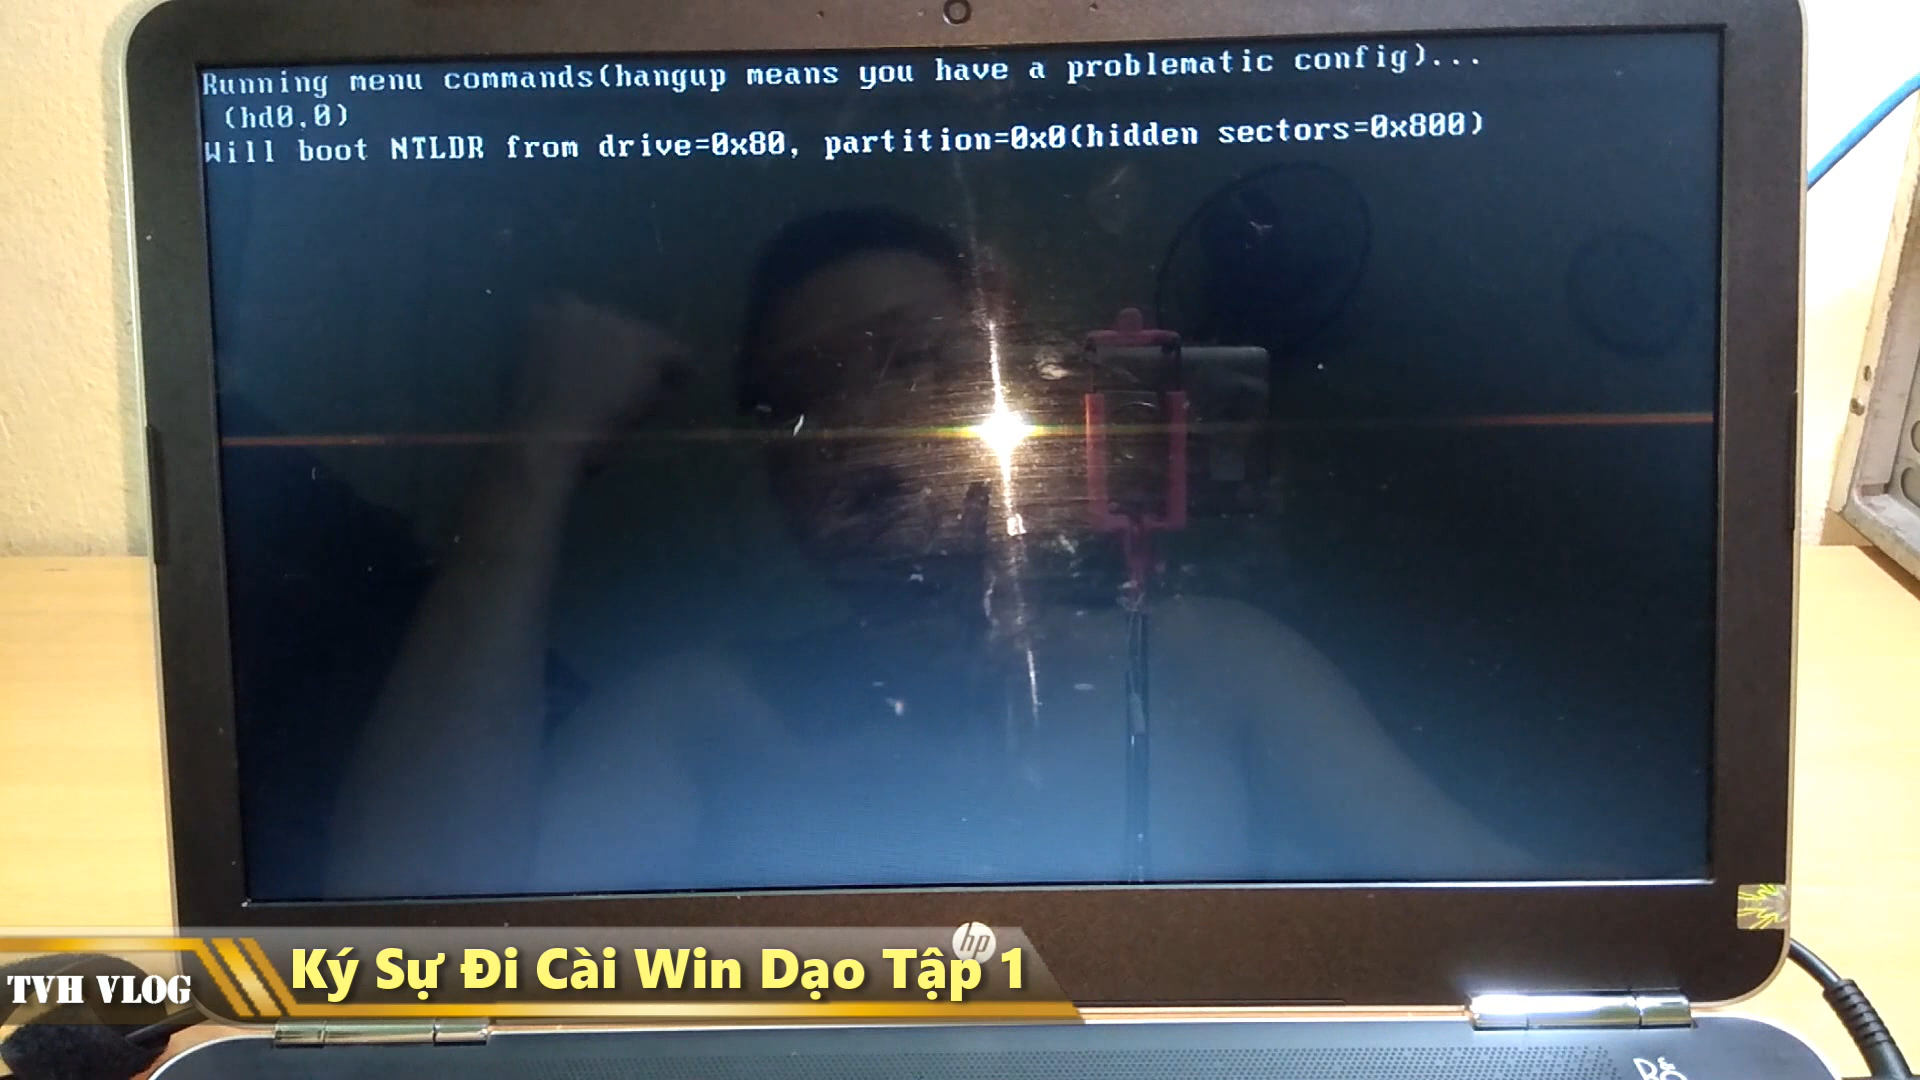 Running menu commands(hangup means you have a problematic config)...
(hd0,0)
Will boot NTLDR from drive=0x80, partition=0x0(hidden sectors=0x800)
hp
Ký Sự Đi Cài Win Dạo Tập 1
TVH VLOG
B&O